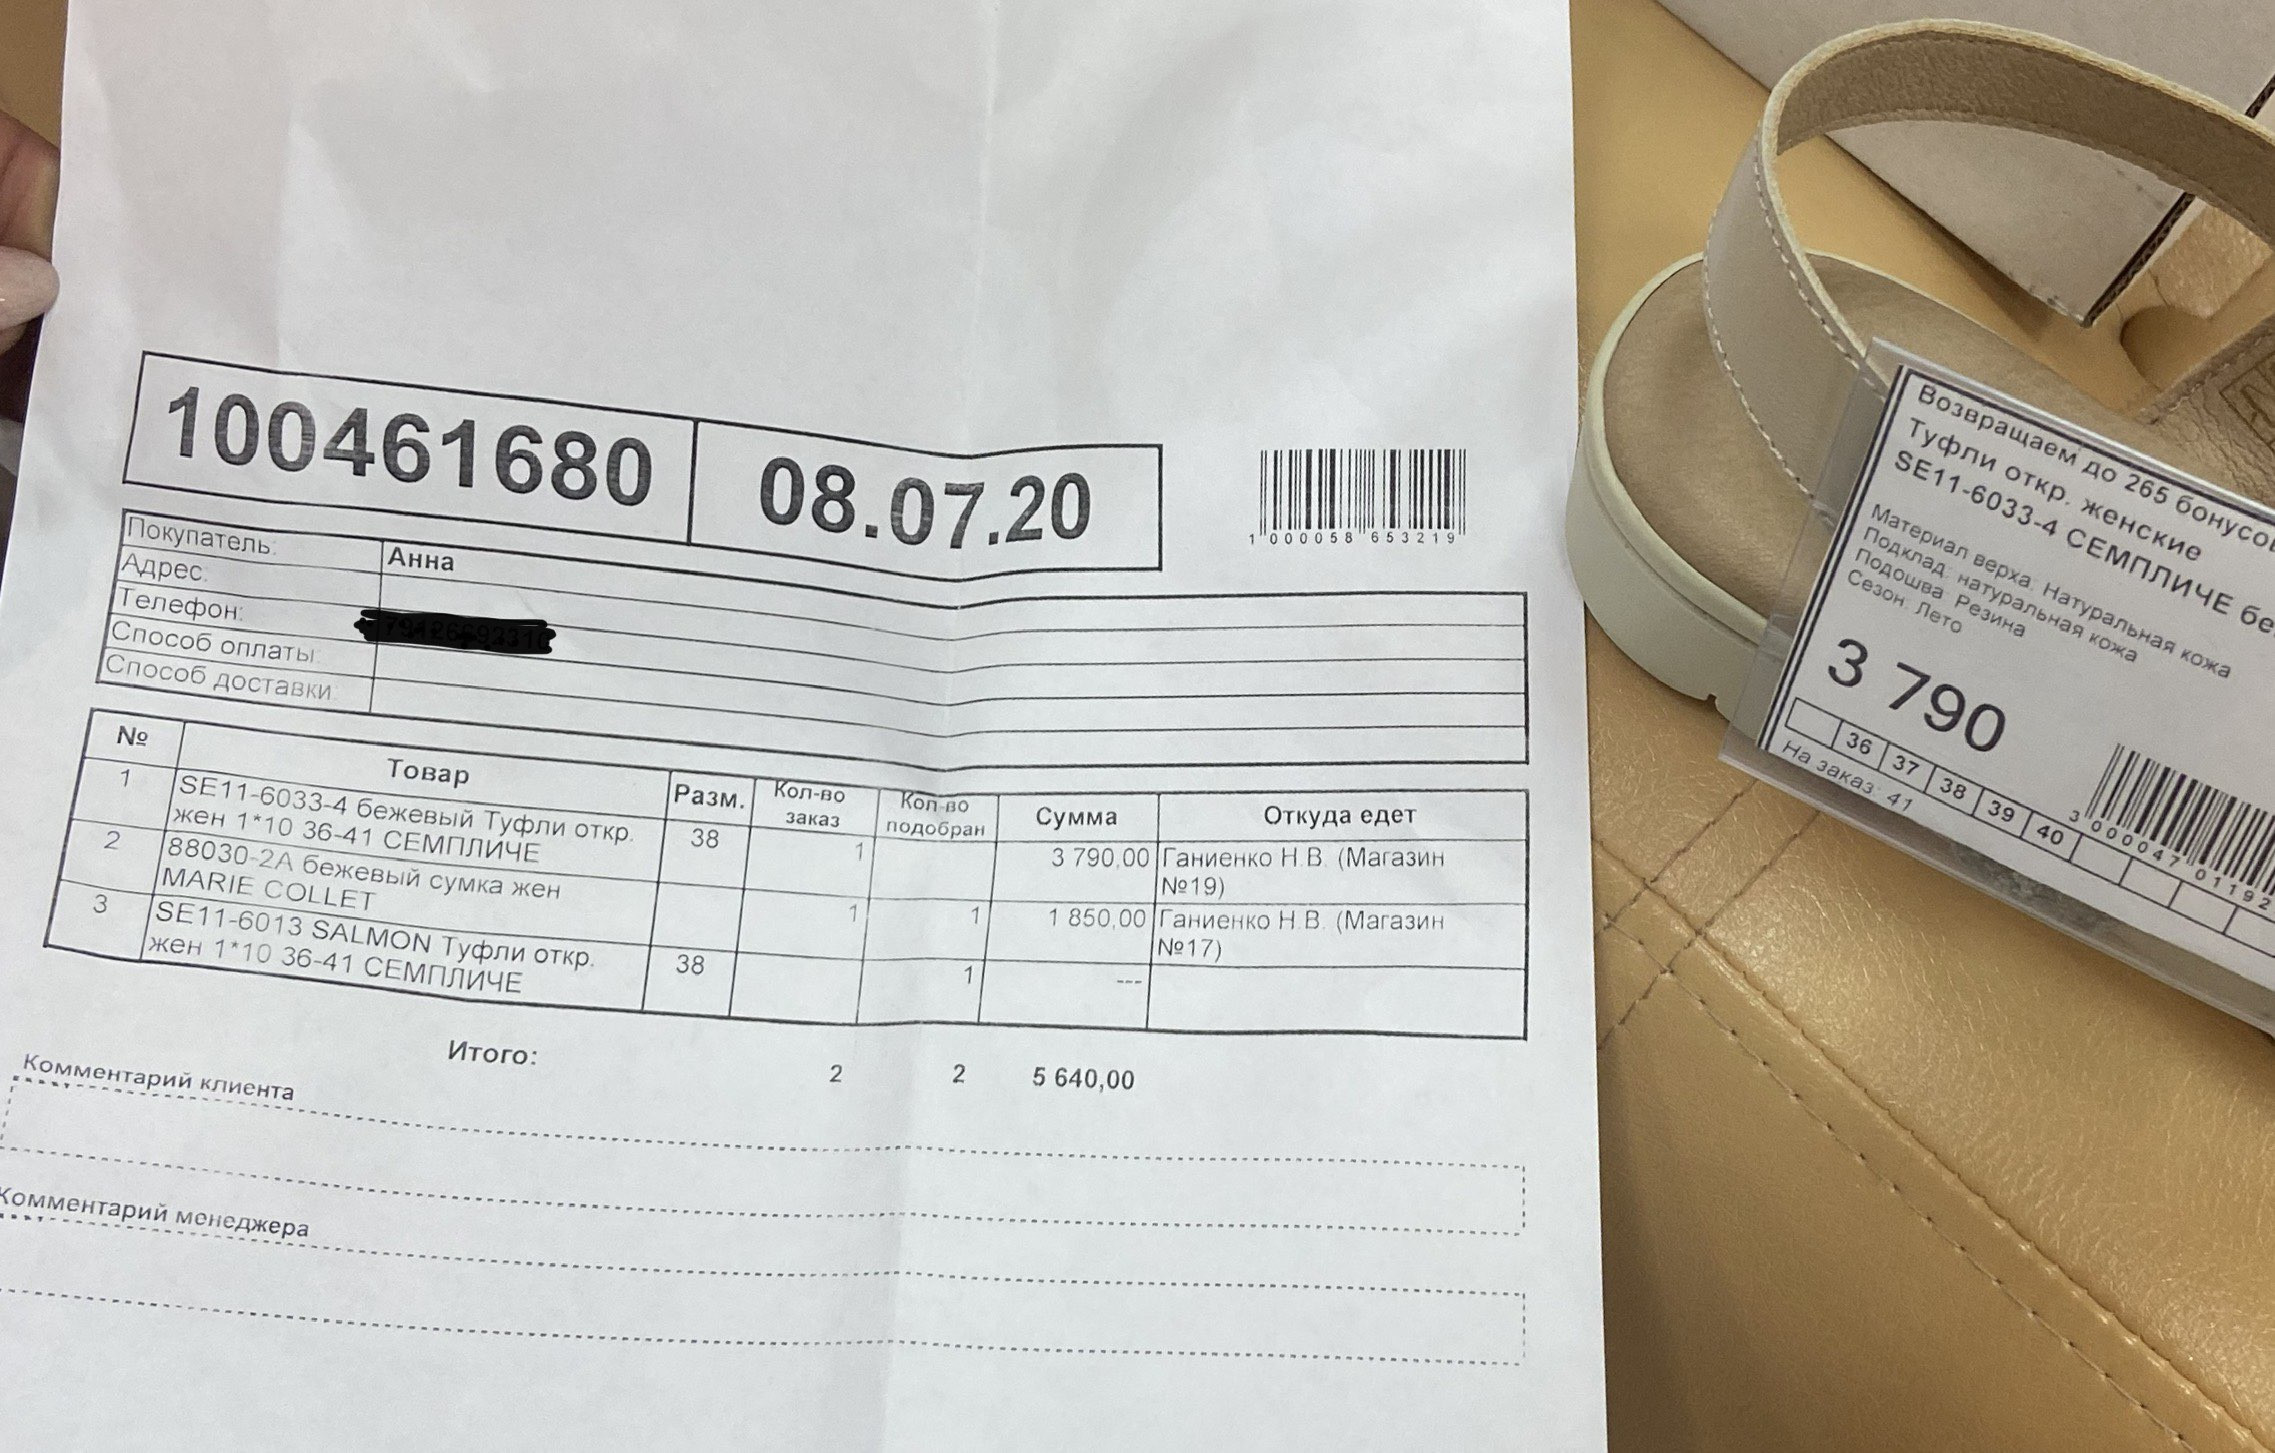 100461680
08.07.20
1 000058 653219
Покупатель:
Анна
Адрес:
Телефон:
Способ оплаты:
Способ доставки:
№
Товар
Разм.
Кол-во
заказ
Кол-во
подобран
Сумма
Откуда едет
1
SE11-6033-4 бежевый Туфли откр.
жен 1*10 36-41 СЕМПЛИЧЕ
38
1
3 790,00
Ганиенко Н.В. (Магазин
№19)
2
88030-2А бежевый сумка жен
MARIE COLLET
1
1
1 850,00
Ганиенко Н.В. (Магазин
№17)
3
SE11-6013 SALMON Туфли откр.
жен 1*10 36-41 СЕМПЛИЧЕ
38
1
---
Итого:
2
2
5 640,00
Комментарий клиента
Комментарий менеджера
Возвращаем до 265 бонусов
Туфли откр. женские
SE11-6033-4 СЕМПЛИЧЕ бе
Материал верха: Натуральная кожа
Подклад: натуральная кожа
Подошва: Резина
Сезон: Лето
3 790
36 37 38 39 40
На заказ: 41
3 000047 01192